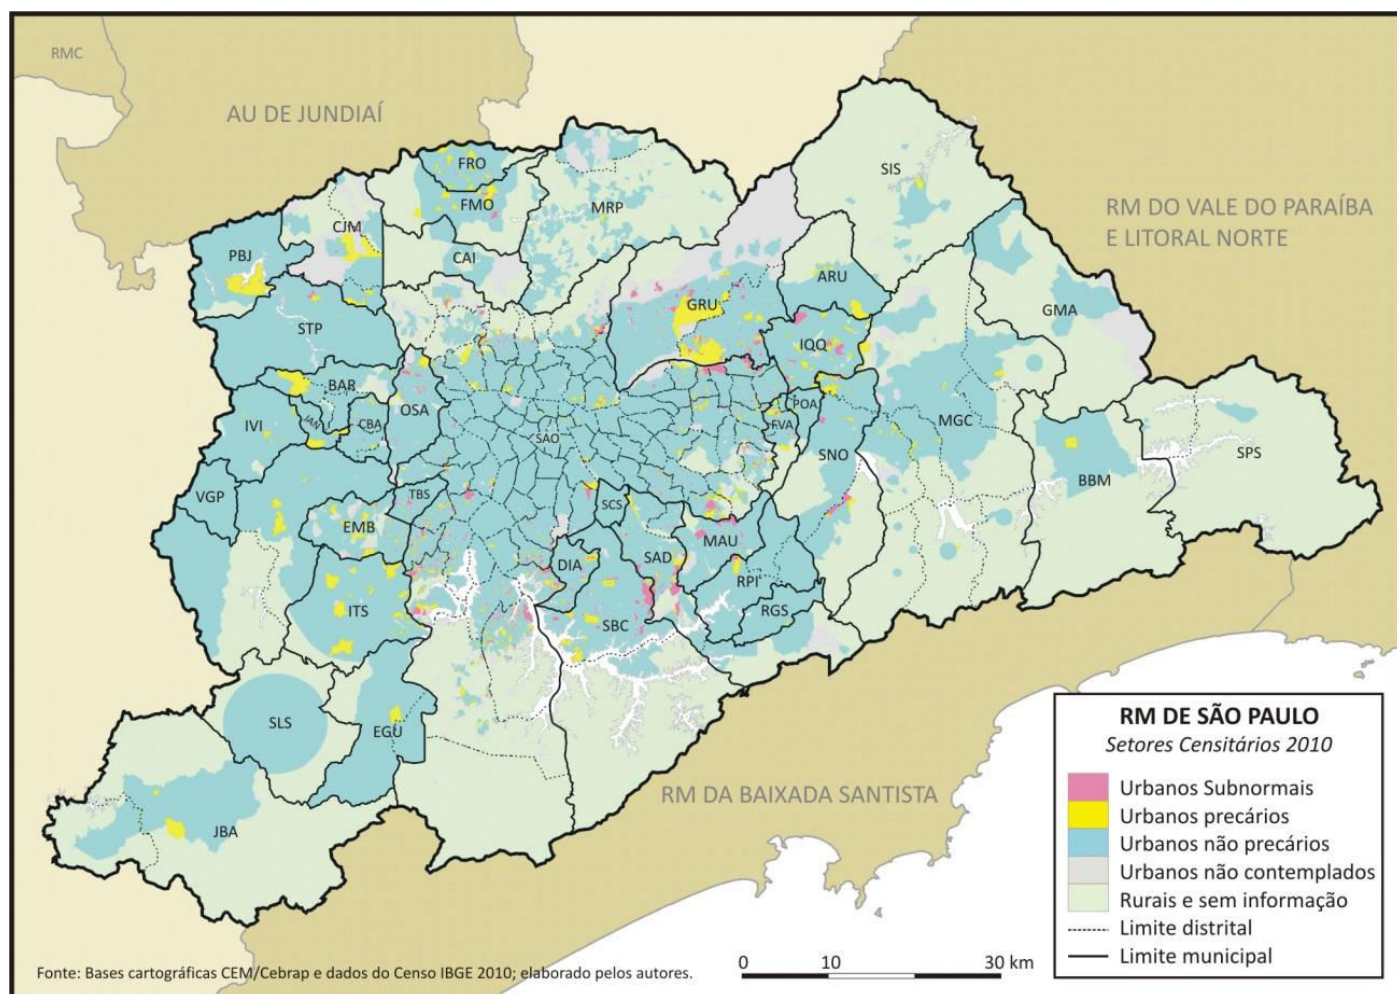 RMC
AU DE JUNDIAÍ
SIS
FRO
FMO
MRP
RM DO VALE DO PARAÍBA
E LITORAL NORTE
CJM
PBJ
CAI
ARU
GRU
GMA
STP
IQQ
BAR
OSA
POA
JAN
CBA
IVI
FVA
MGC
SAO
SNO
SPS
BBM
VGP
TBS
SCS
EMB
MAU
DIA
SAD
RPI
ITS
RGS
SBC
SLS
EGU
RM DA BAIXADA SANTISTA
JBA
RM DE SÃO PAULO
Setores Censitários 2010
Urbanos Subnormais
Urbanos precários
Urbanos não precários
Urbanos não contemplados
Rurais e sem informação
Limite distrital
Limite municipal
0 10 30 km
Fonte: Bases cartográficas CEM/Cebrap e dados do Censo IBGE 2010; elaborado pelos autores.